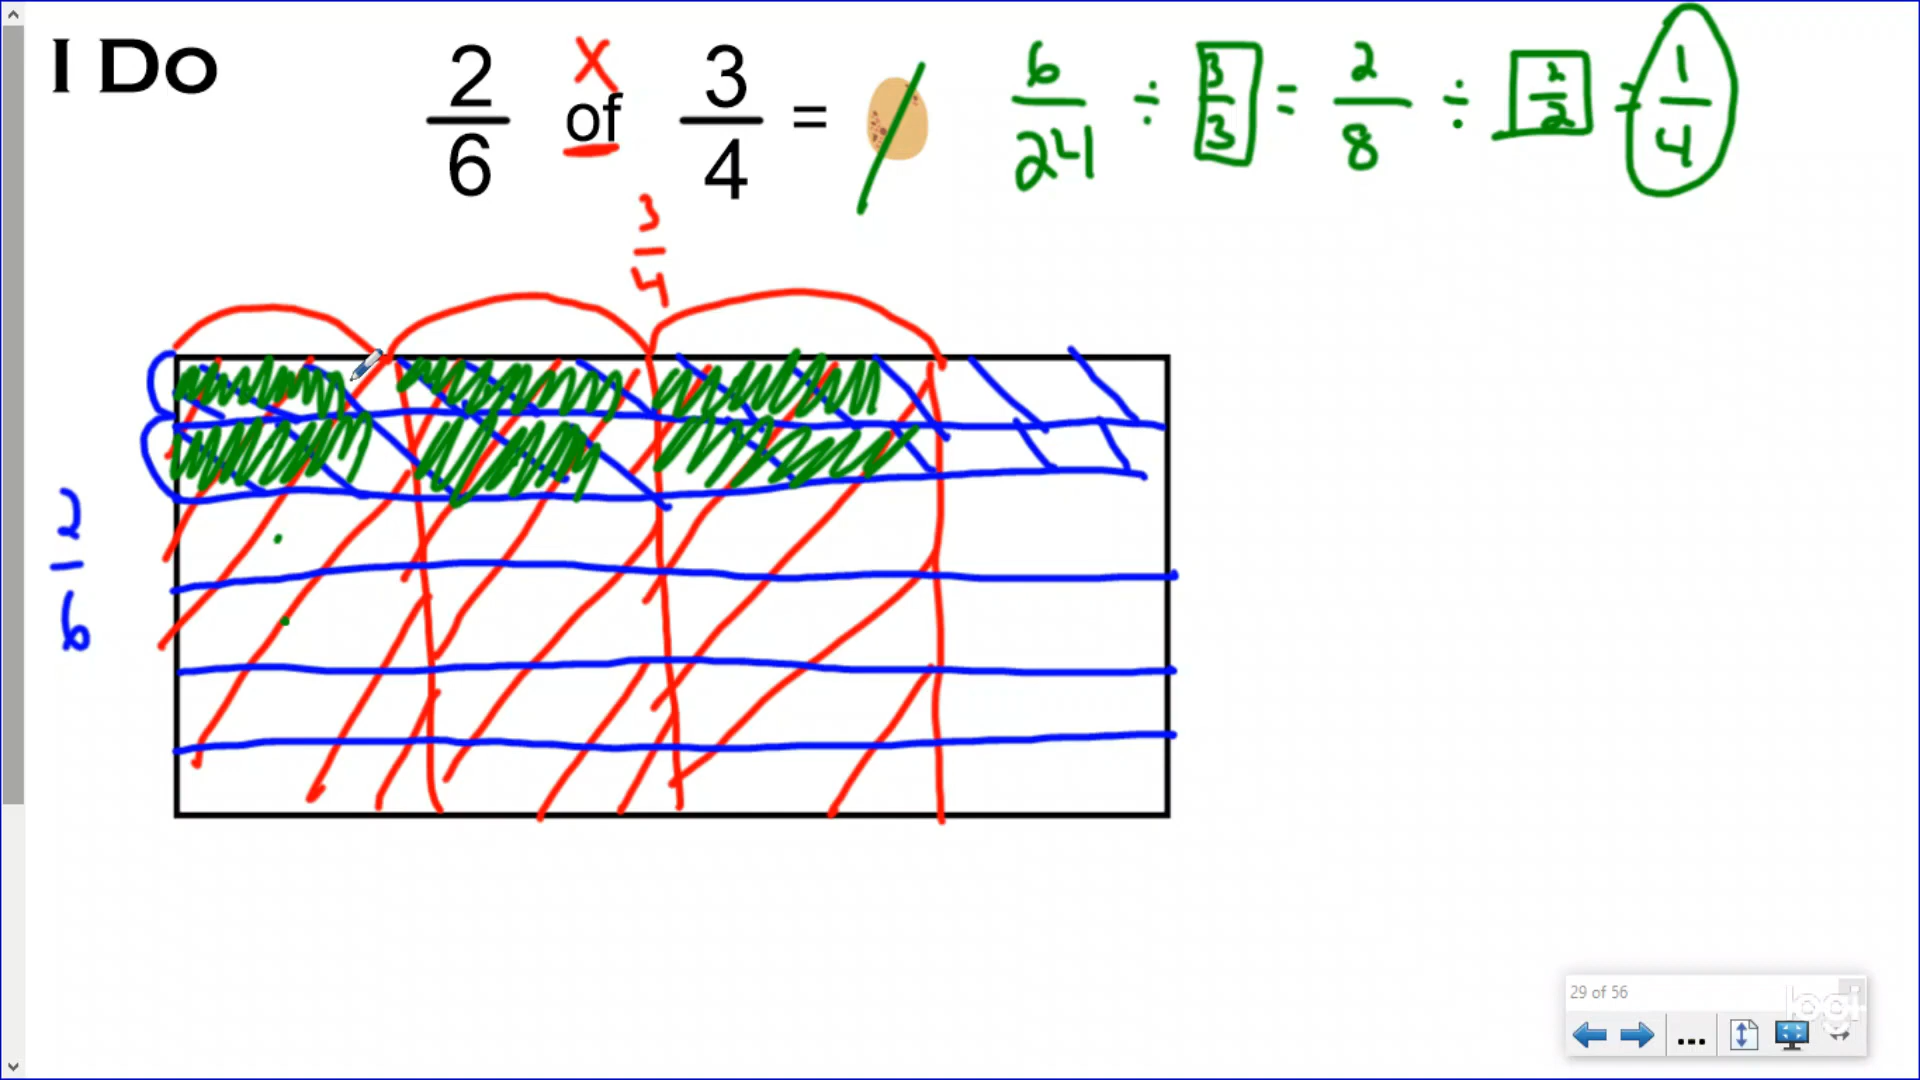 I Do
2/6 x of 3/4 = 6/24 ÷ 3/3 = 2/8 ÷ 2/2 = 1/4
3/4
2/6
29 of 56
logi
...